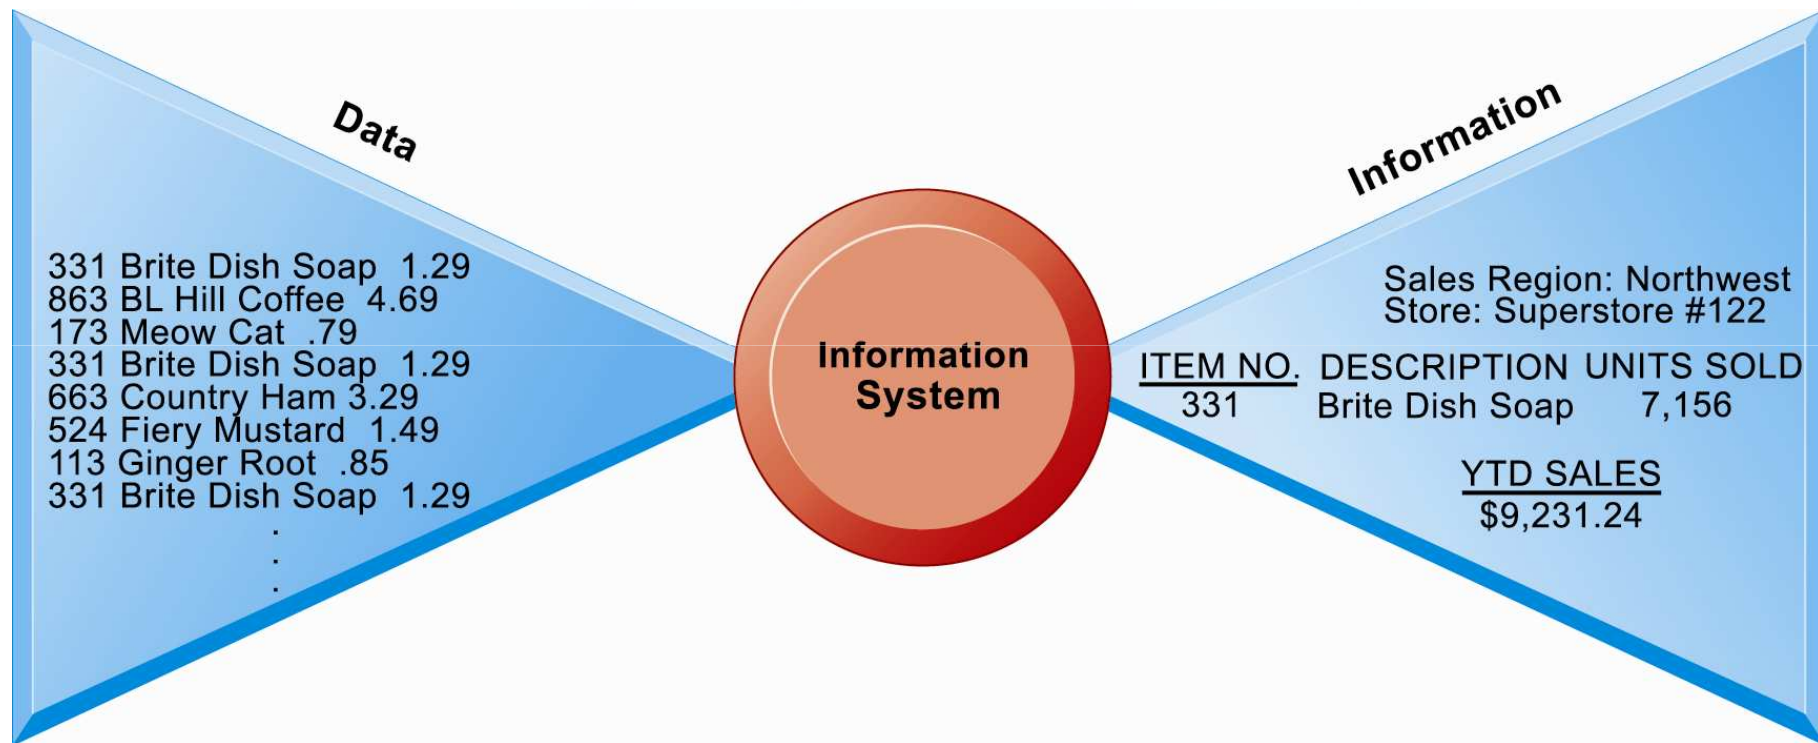 Data
331 Brite Dish Soap 1.29
863 BL Hill Coffee 4.69
173 Meow Cat .79
331 Brite Dish Soap 1.29
663 Country Ham 3.29
524 Fiery Mustard 1.49
113 Ginger Root .85
331 Brite Dish Soap 1.29
.
.
.
Information
System
Information
Sales Region: Northwest
Store: Superstore #122
ITEM NO. DESCRIPTION UNITS SOLD
331 Brite Dish Soap 7,156
YTD SALES
$9,231.24